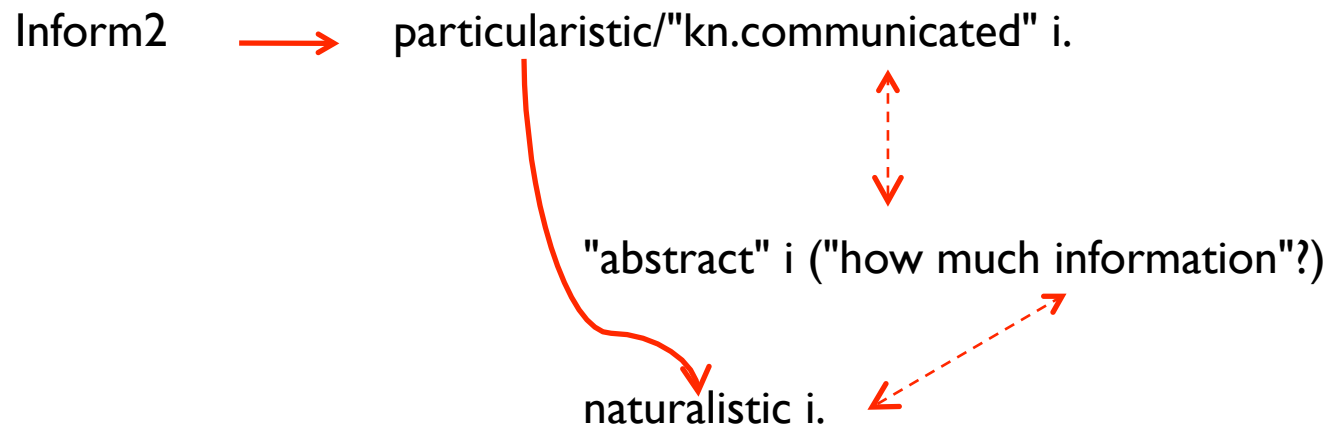 Inform2 particularistic/"kn.communicated" i.
"abstract" i ("how much information"?)
naturalistic i.